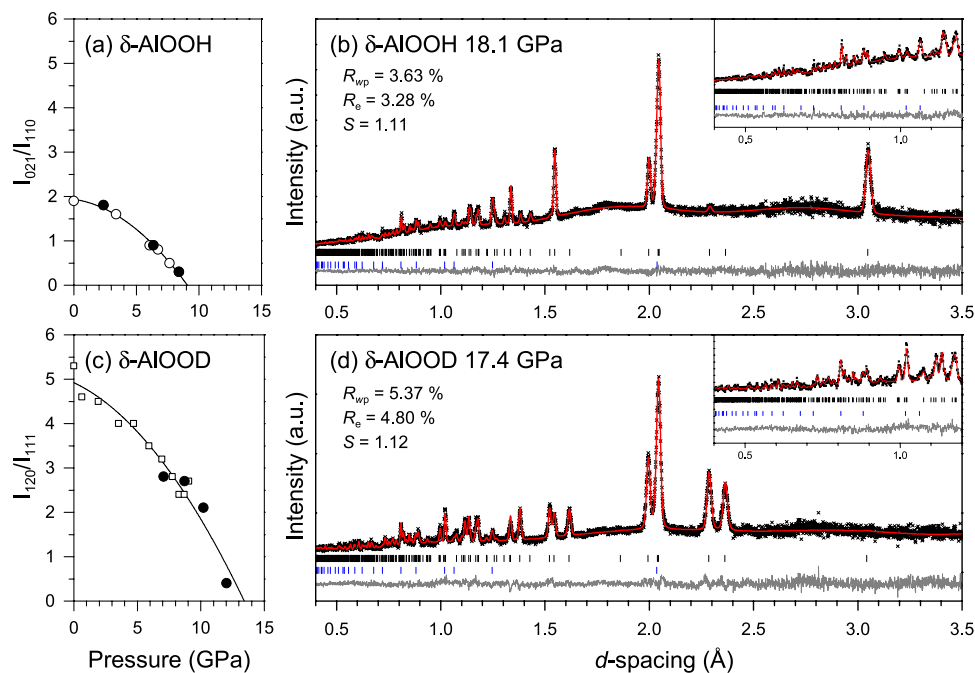 (a) δ-AlOOH
I021/I110
6
5
4
3
2
1
0
0 5 10 15
(b) δ-AlOOH 18.1 GPa
Rwp = 3.63 %
Re = 3.28 %
S = 1.11
Intensity (a.u.)
0.5 1.0
0.5 1.0 1.5 2.0 2.5 3.0 3.5
(c) δ-AlOOD
I120/I111
6
5
4
3
2
1
0
0 5 10 15
Pressure (GPa)
(d) δ-AlOOD 17.4 GPa
Rwp = 5.37 %
Re = 4.80 %
S = 1.12
Intensity (a.u.)
0.5 1.0
0.5 1.0 1.5 2.0 2.5 3.0 3.5
d-spacing (Å)